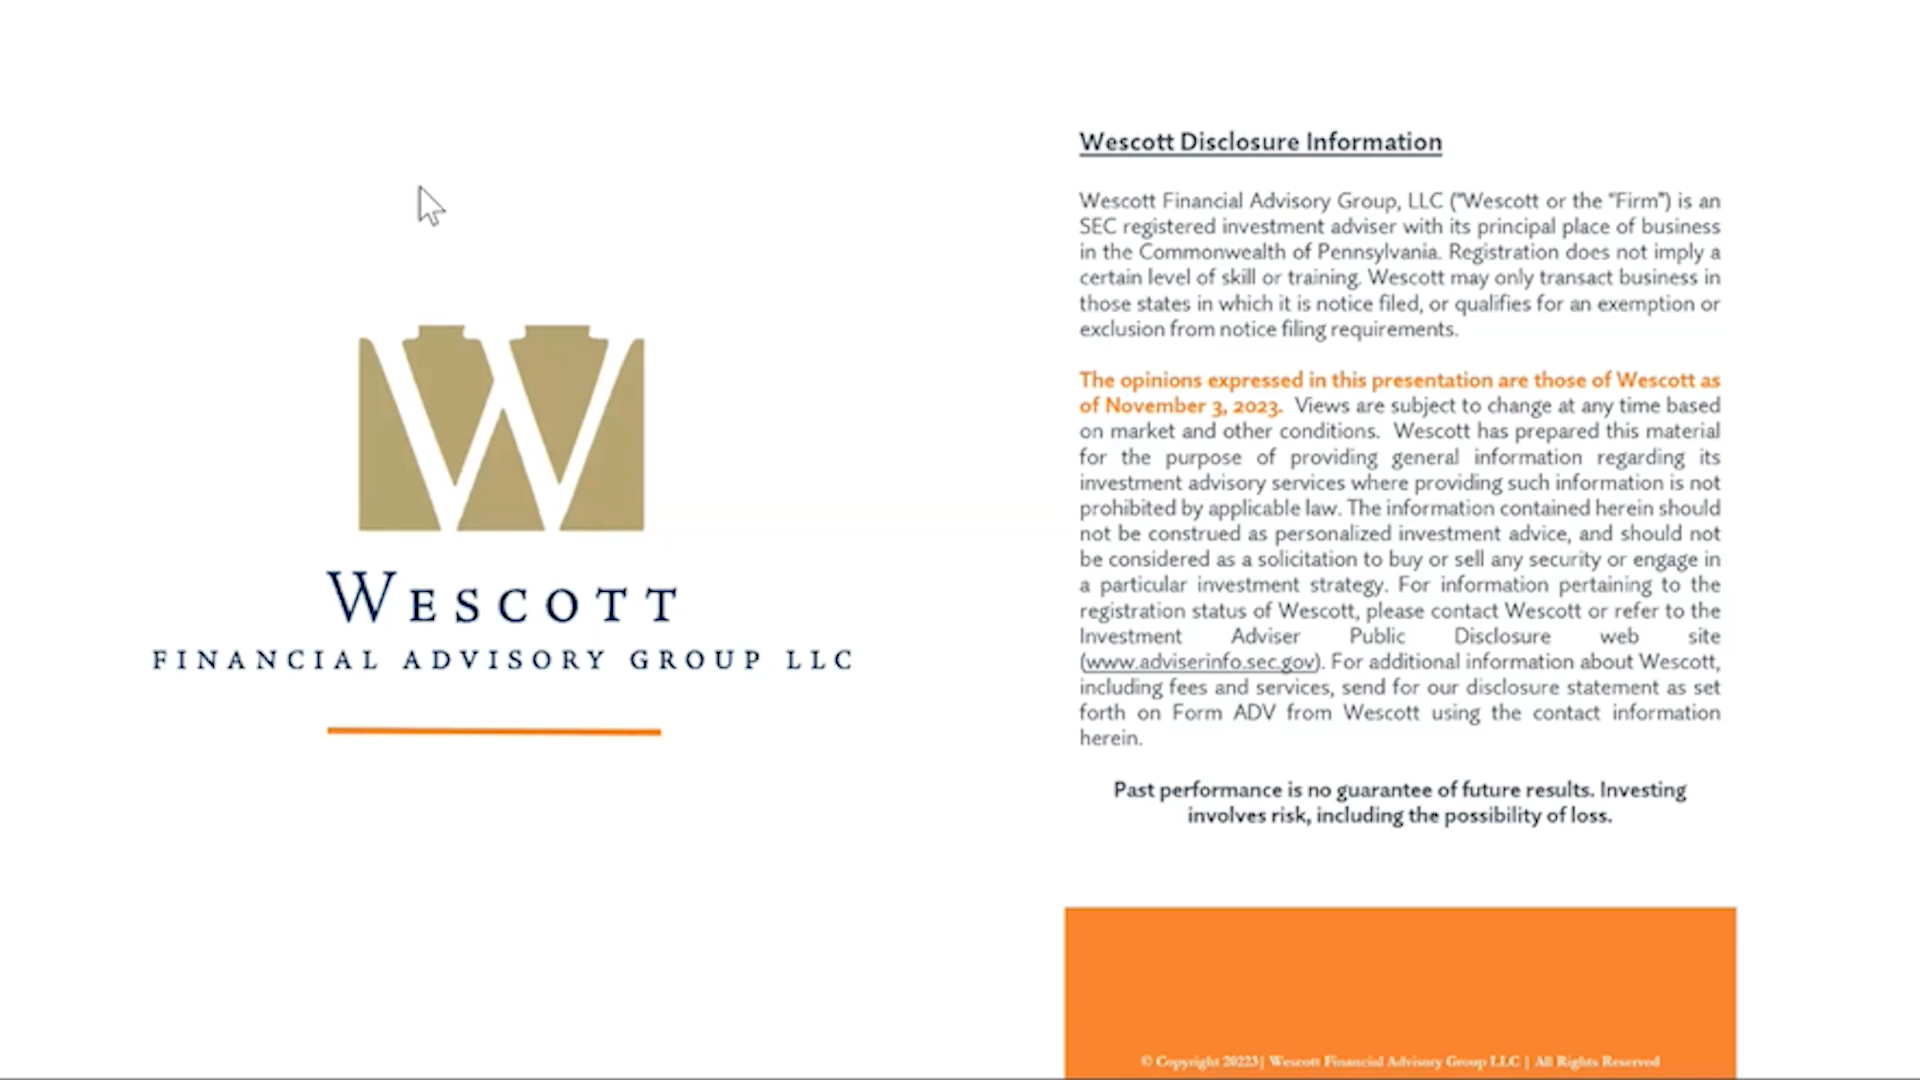 W
WESCOTT
FINANCIAL ADVISORY GROUP LLC
Wescott Disclosure Information
Wescott Financial Advisory Group, LLC ("Wescott or the "Firm") is an
SEC registered investment adviser with its principal place of business
in the Commonwealth of Pennsylvania. Registration does not imply a
certain level of skill or training. Wescott may only transact business in
those states in which it is notice filed, or qualifies for an exemption or
exclusion from notice filing requirements.
The opinions expressed in this presentation are those of Wescott as
of November 3, 2023. Views are subject to change at any time based
on market and other conditions. Wescott has prepared this material
for the purpose of providing general information regarding its
investment advisory services where providing such information is not
prohibited by applicable law. The information contained herein should
not be construed as personalized investment advice, and should not
be considered as a solicitation to buy or sell any security or engage in
a particular investment strategy. For information pertaining to the
registration status of Wescott, please contact Wescott or refer to the
Investment Adviser Public Disclosure web site
(www.adviserinfo.sec.gov). For additional information about Wescott,
including fees and services, send for our disclosure statement as set
forth on Form ADV from Wescott using the contact information
herein.
Past performance is no guarantee of future results. Investing
involves risk, including the possibility of loss.
© Copyright 20223| Wescott Financial Advisory Group LLC | All Rights Reserved